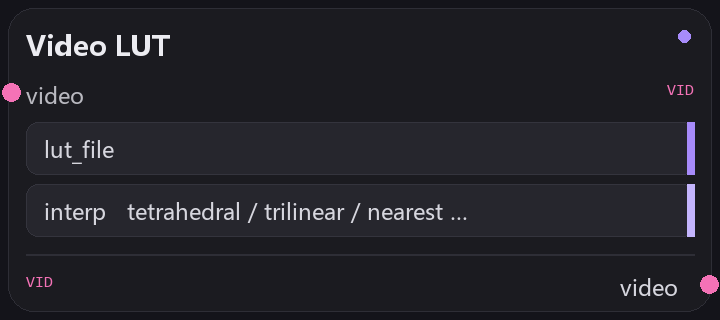 Video LUT
video VID
lut_file
interp tetrahedral / trilinear / nearest ...
VID video